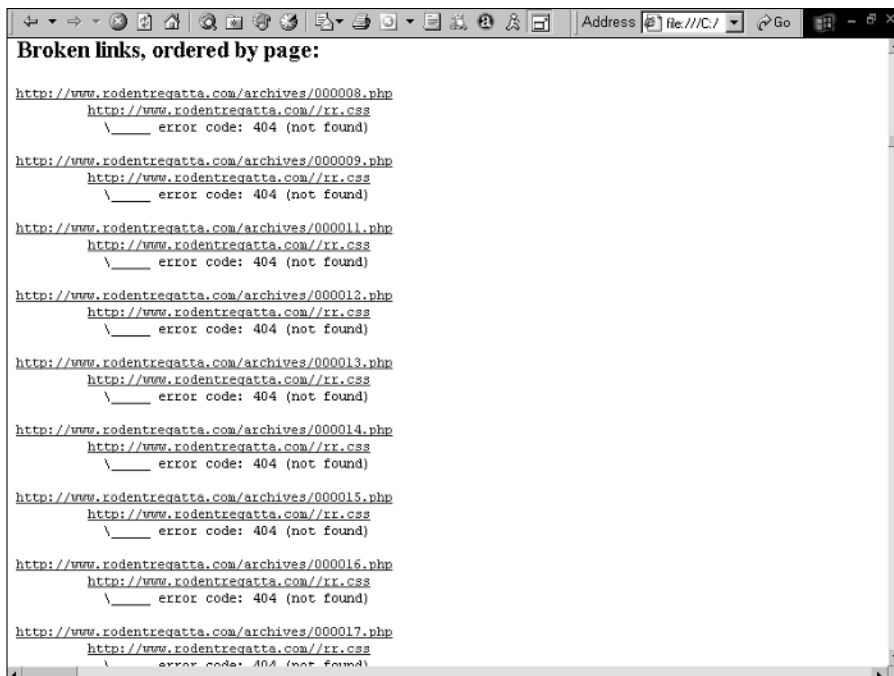 Address file:///C:/ Go
Broken links, ordered by page:
http://www.rodentregatta.com/archives/000008.php
http://www.rodentregatta.com//rr.css
\_____ error code: 404 (not found)
http://www.rodentregatta.com/archives/000009.php
http://www.rodentregatta.com//rr.css
\_____ error code: 404 (not found)
http://www.rodentregatta.com/archives/000011.php
http://www.rodentregatta.com//rr.css
\_____ error code: 404 (not found)
http://www.rodentregatta.com/archives/000012.php
http://www.rodentregatta.com//rr.css
\_____ error code: 404 (not found)
http://www.rodentregatta.com/archives/000013.php
http://www.rodentregatta.com//rr.css
\_____ error code: 404 (not found)
http://www.rodentregatta.com/archives/000014.php
http://www.rodentregatta.com//rr.css
\_____ error code: 404 (not found)
http://www.rodentregatta.com/archives/000015.php
http://www.rodentregatta.com//rr.css
\_____ error code: 404 (not found)
http://www.rodentregatta.com/archives/000016.php
http://www.rodentregatta.com//rr.css
\_____ error code: 404 (not found)
http://www.rodentregatta.com/archives/000017.php
http://www.rodentregatta.com//rr.css
\_____ error code: 404 (not found)